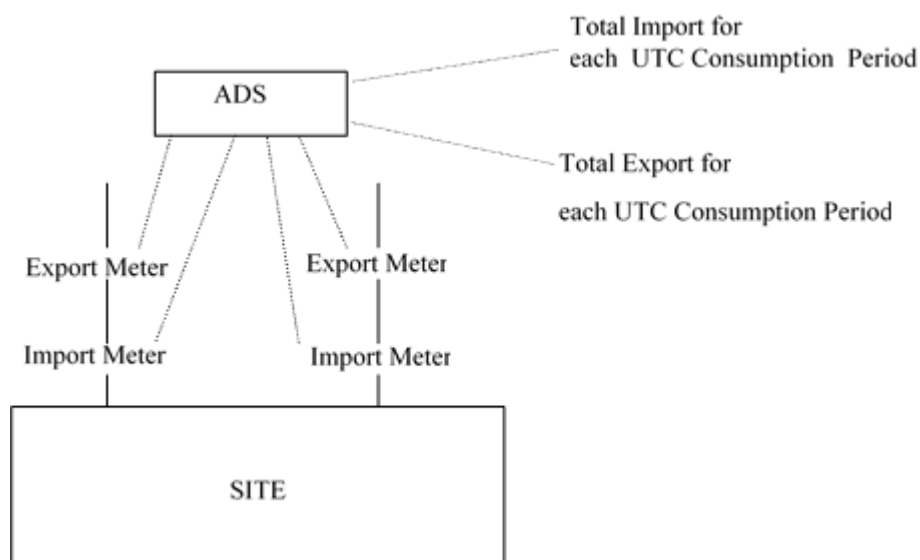 Total Import for
each UTC Consumption Period
ADS
Total Export for
each UTC Consumption Period
Export Meter
Export Meter
Import Meter
Import Meter
SITE